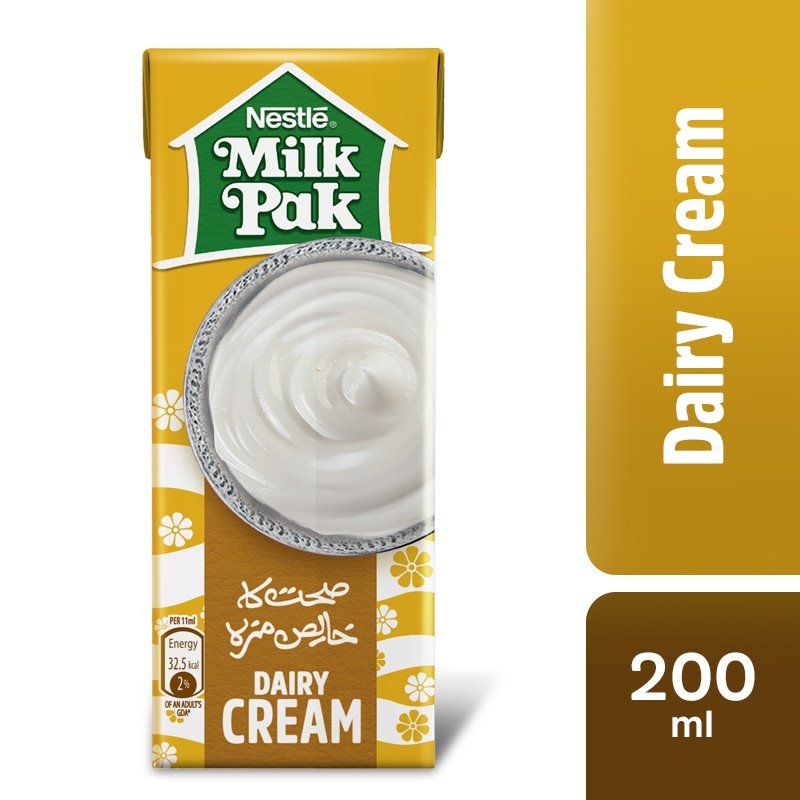 Nestlé®
Milk
Pak
صحت کا
خالص مزہ
DAIRY
CREAM
PER 11ml
Energy
32.5 kcal
2%
OF AN ADULT'S
GDA*
Dairy Cream
200
ml